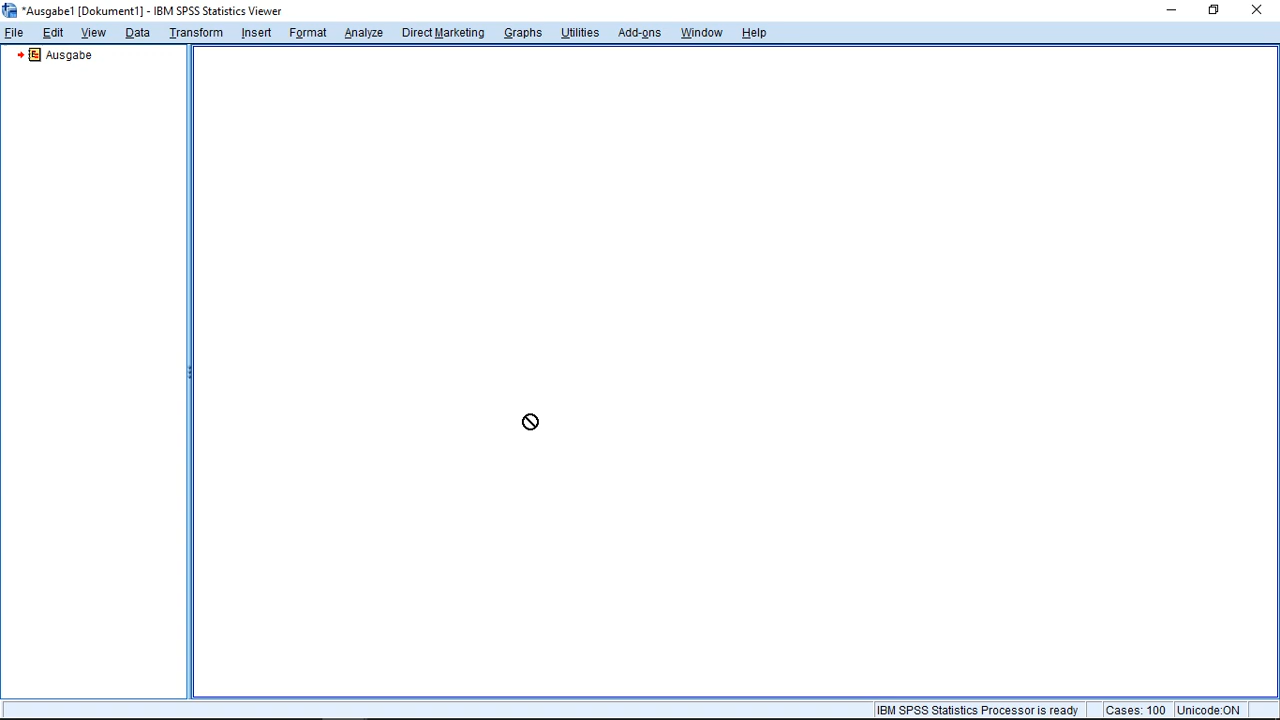 *Ausgabe1 [Dokument1] - IBM SPSS Statistics Viewer
File Edit View Data Transform Insert Format Analyze Direct Marketing Graphs Utilities Add-ons Window Help
Ausgabe
IBM SPSS Statistics Processor is ready Cases: 100 Unicode:ON